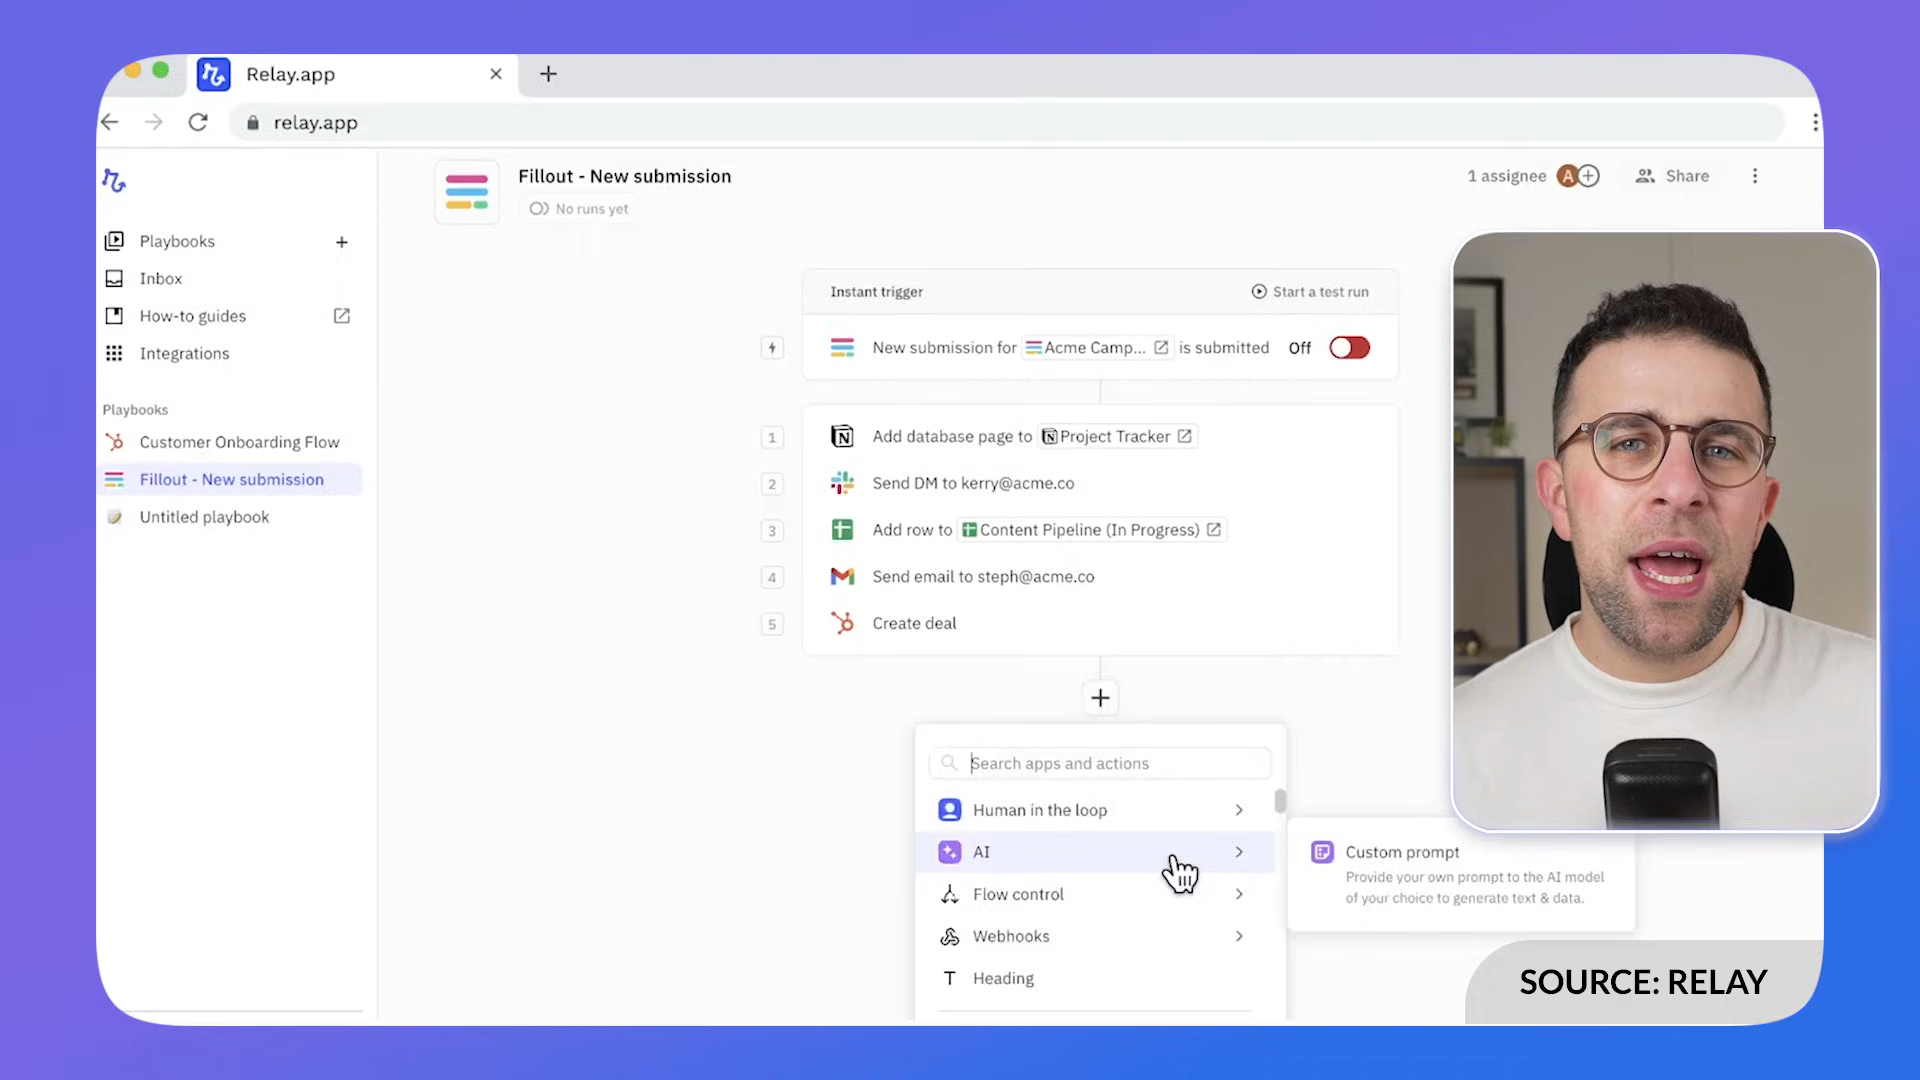 Relay.app
relay.app
Fillout - New submission
No runs yet
1 assignee A
Share
Playbooks
Inbox
How-to guides
Integrations
Playbooks
Customer Onboarding Flow
Fillout - New submission
Untitled playbook
Instant trigger
Start a test run
New submission for Acme Camp... is submitted Off
1 Add database page to Project Tracker
2 Send DM to kerry@acme.co
3 Add row to Content Pipeline (In Progress)
4 Send email to steph@acme.co
5 Create deal
Search apps and actions
Human in the loop
AI
Flow control
Webhooks
Heading
Custom prompt
Provide your own prompt to the AI model
of your choice to generate text & data.
SOURCE: RELAY